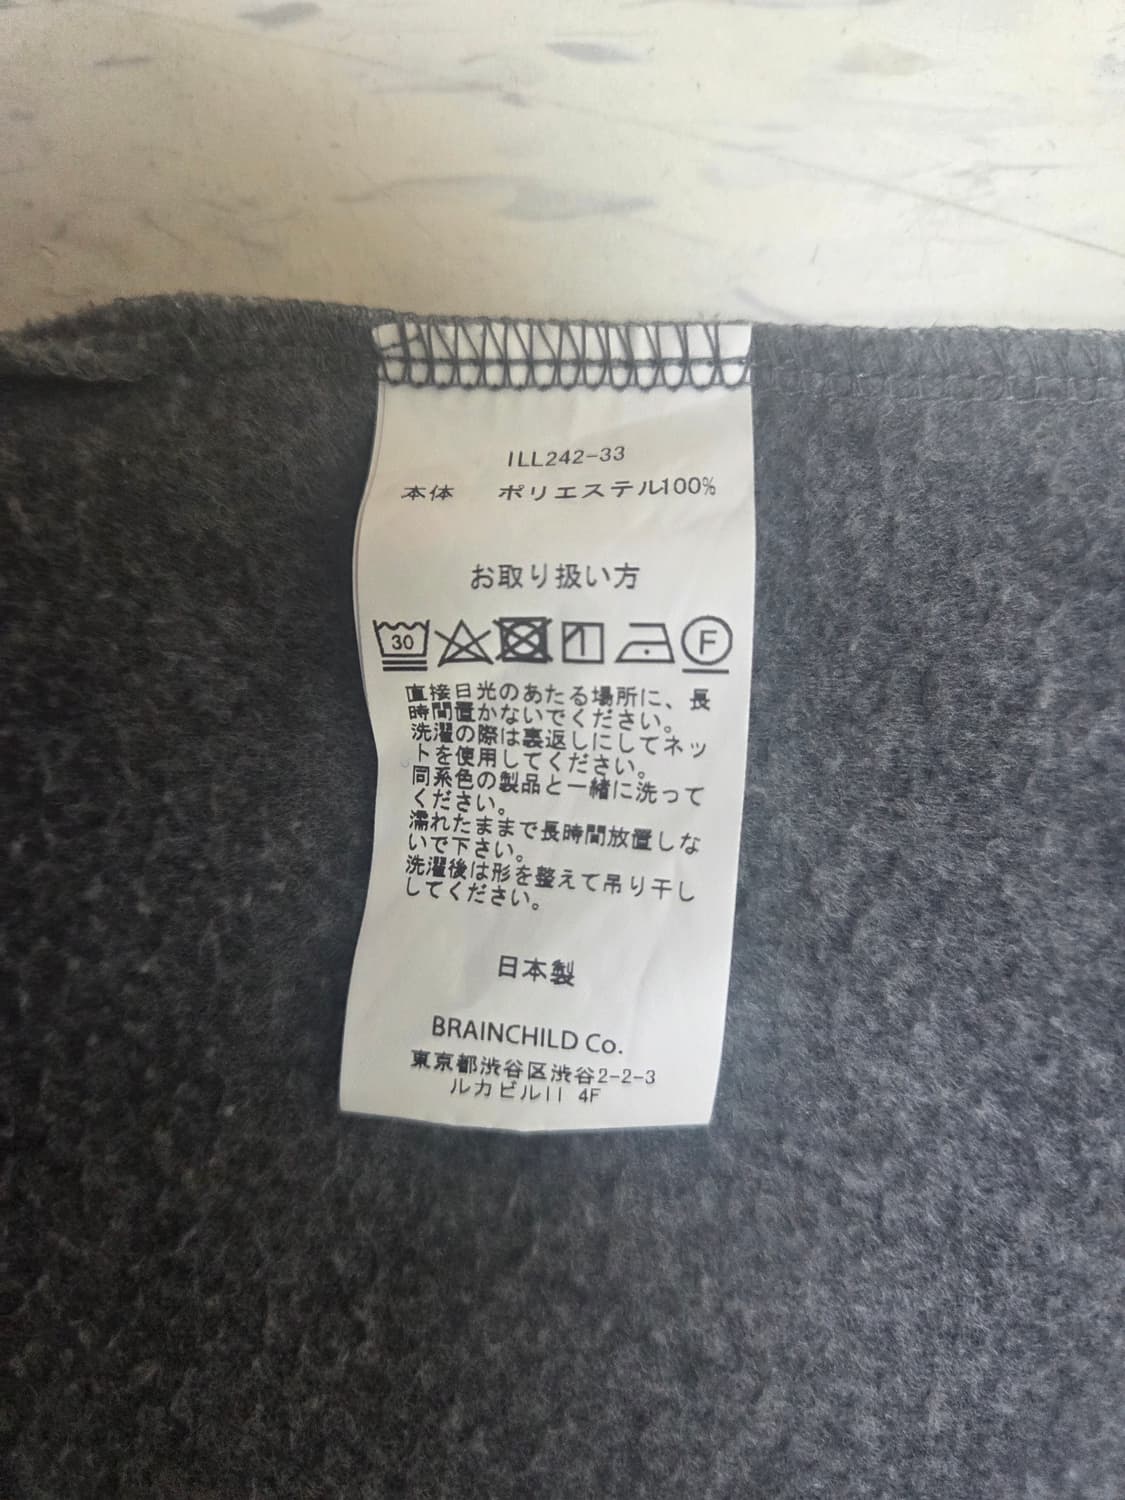 ILL242-33
本体 ポリエステル100%
お取り扱い方
30 F
直接日光のあたる場所に、長
時間置かないでください。
洗濯の際は裏返しにしてネッ
トを使用してください。
同系色の製品と一緒に洗って
ください。
濡れたままで長時間放置しな
いで下さい。
洗濯後は形を整えて吊り干し
してください。
日本製
BRAINCHILD Co.
東京都渋谷区渋谷2-2-3
ルカビルII 4F